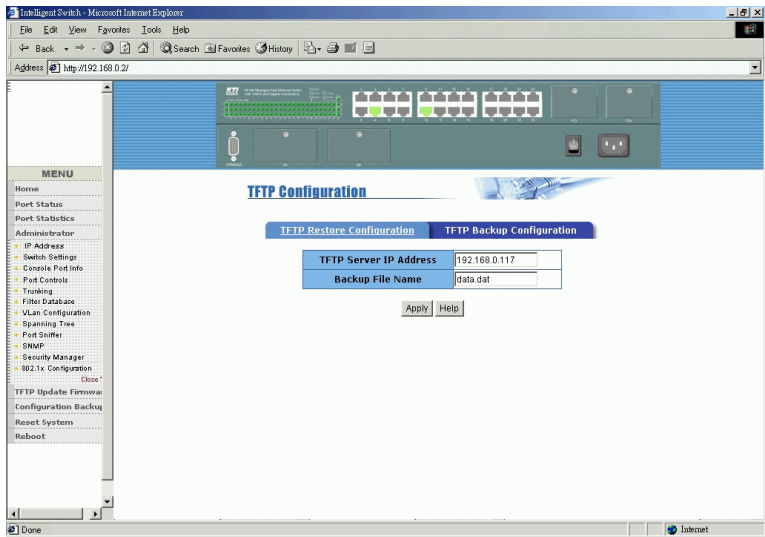 Intelligent Switch - Microsoft Internet Explorer
File Edit View Favorites Tools Help
Back Search Favorites History
Address http://192.168.0.2/
MENU
Home
Port Status
Port Statistics
Administrator
IP Address
Switch Settings
Console Port Info
Port Controls
Trunking
Filter Database
VLan Configuration
Spanning Tree
Port Sniffer
SNMP
Security Manager
802.1x Configuration
Close
TFTP Update Firmwa
Configuration Backup
Reset System
Reboot
TFTP Configuration
TFTP Restore Configuration TFTP Backup Configuration
TFTP Server IP Address 192.168.0.117
Backup File Name data.dat
Apply Help
Done Internet